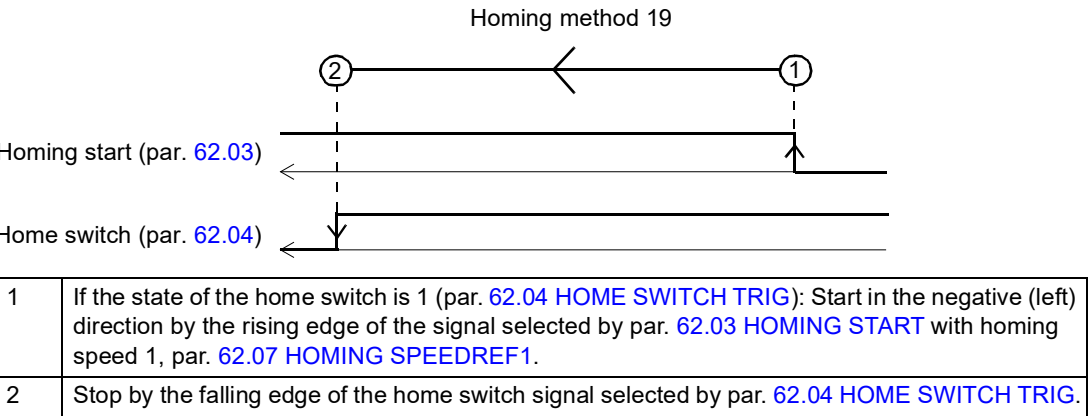 Homing method 19
2
1
Homing start (par. 62.03)
Home switch (par. 62.04)
1 If the state of the home switch is 1 (par. 62.04 HOME SWITCH TRIG): Start in the negative (left)
direction by the rising edge of the signal selected by par. 62.03 HOMING START with homing
speed 1, par. 62.07 HOMING SPEEDREF1.
2 Stop by the falling edge of the home switch signal selected by par. 62.04 HOME SWITCH TRIG.